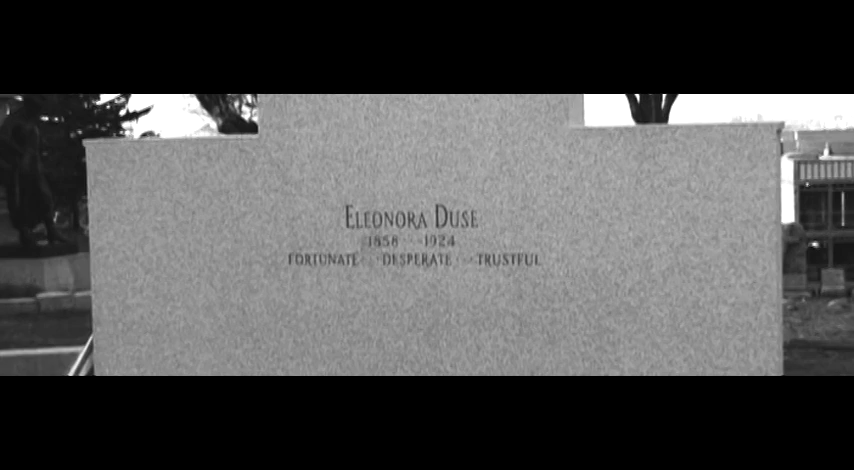 ELEONORA DUSE
1858 · · · 1924
FORTUNATE · · · DESPERATE · · · TRUSTFUL